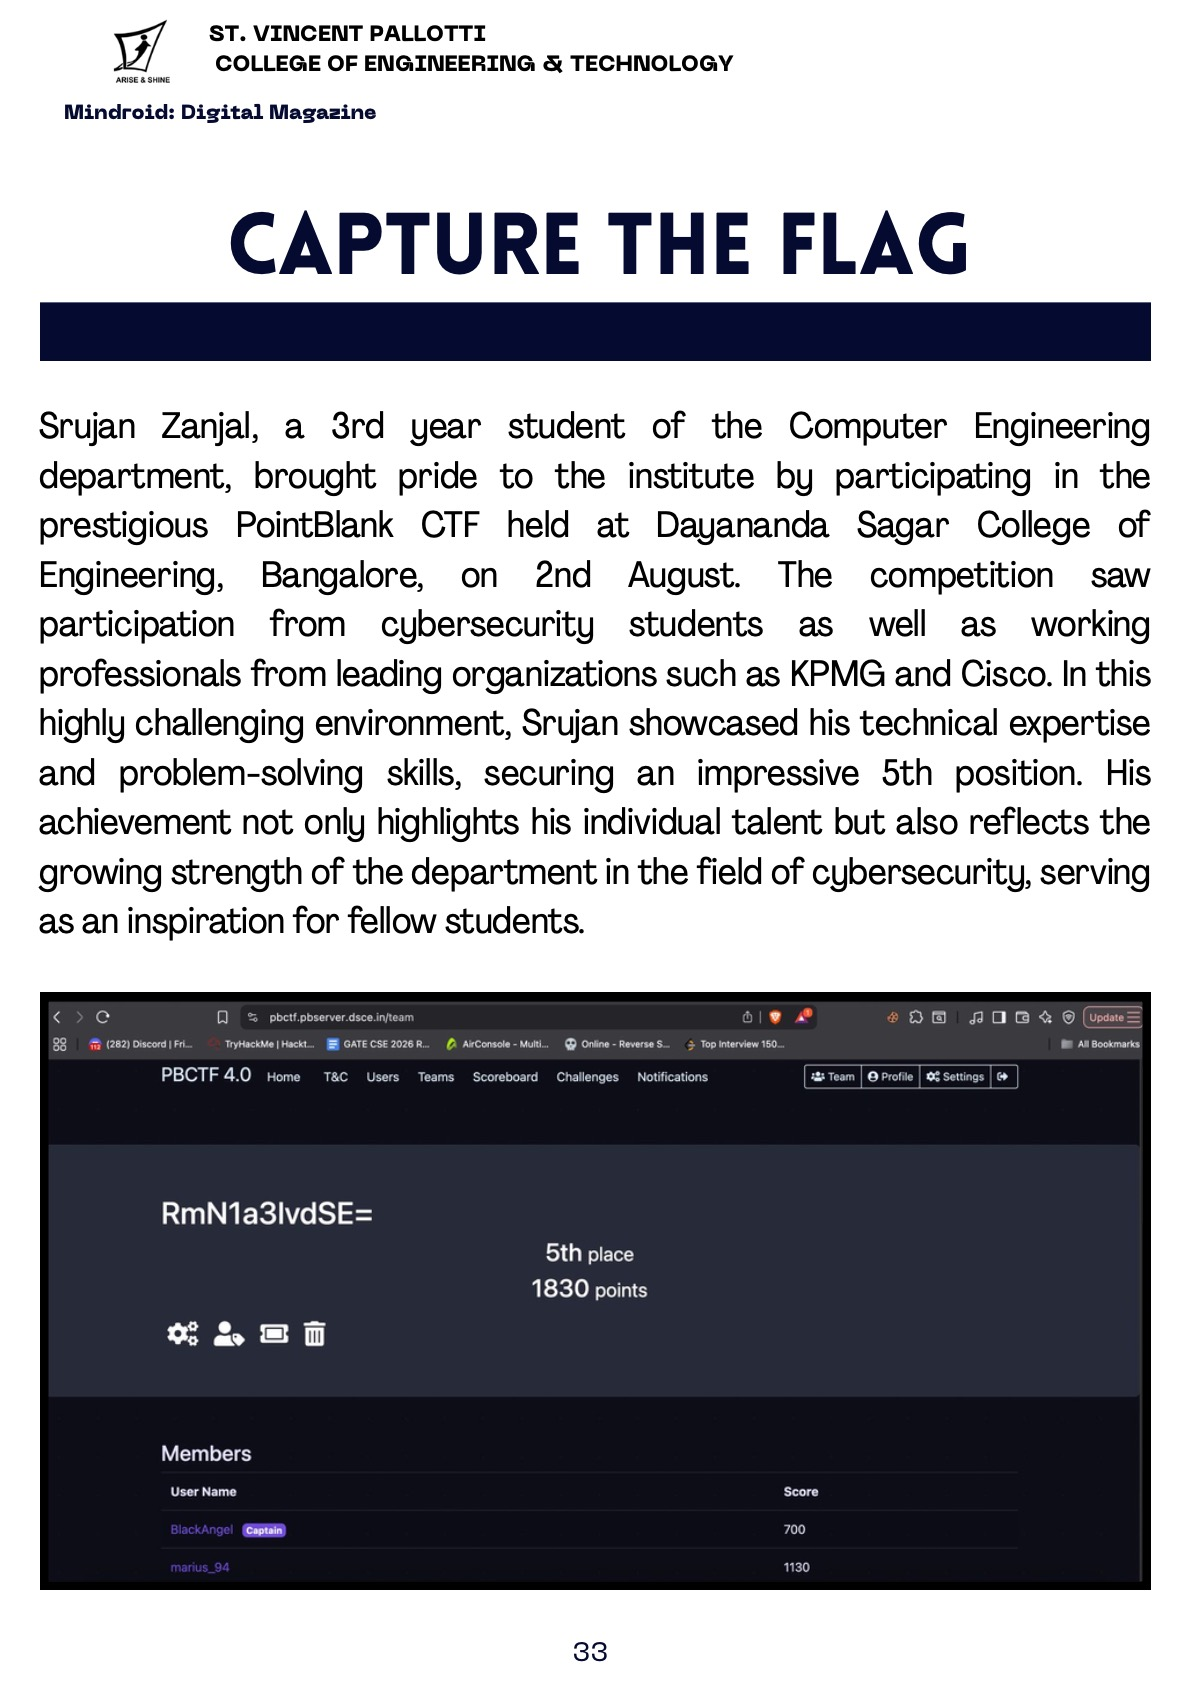 ARISE & SHINE
ST. VINCENT PALLOTTI
COLLEGE OF ENGINEERING & TECHNOLOGY
Mindroid: Digital Magazine
CAPTURE THE FLAG
Srujan Zanjal, a 3rd year student of the Computer Engineering
department, brought pride to the institute by participating in the
prestigious PointBlank CTF held at Dayananda Sagar College of
Engineering, Bangalore, on 2nd August. The competition saw
participation from cybersecurity students as well as working
professionals from leading organizations such as KPMG and Cisco. In this
highly challenging environment, Srujan showcased his technical expertise
and problem-solving skills, securing an impressive 5th position. His
achievement not only highlights his individual talent but also reflects the
growing strength of the department in the field of cybersecurity, serving
as an inspiration for fellow students.
pbctf.pbserver.dsce.in/team Update
(282) Discord | Fri... TryHackMe | Hackt... GATE CSE 2026 R... AirConsole - Multi... Online - Reverse S... Top Interview 150... All Bookmarks
PBCTF 4.0 Home T&C Users Teams Scoreboard Challenges Notifications Team Profile Settings
RmN1a3lvdSE=
5th place
1830 points
Members
User Name Score
BlackAngel Captain 700
marius_94 1130
33